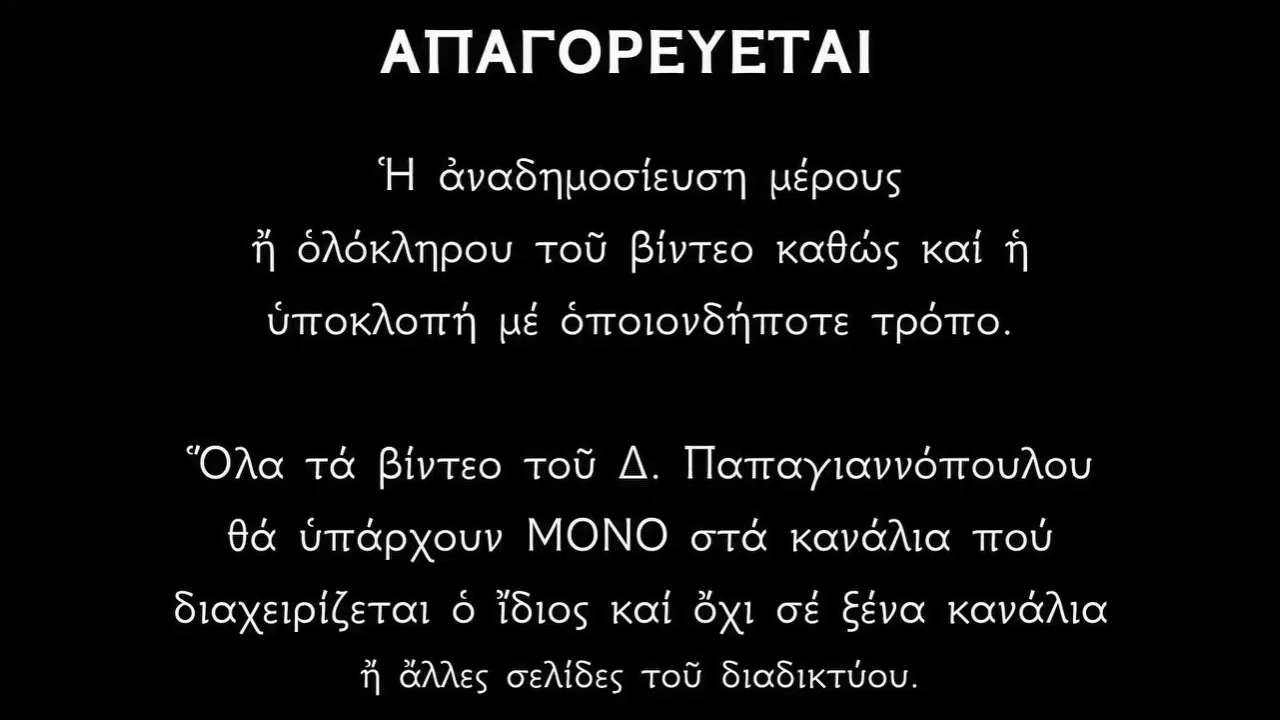 ΑΠΑΓΟΡΕΥΕΤΑΙ
Ἡ ἀναδημοσίευση μέρους
ἤ ὁλόκληρου τοῦ βίντεο καθώς καί ἡ
ὑποκλοπή μέ ὁποιονδήποτε τρόπο.
Ὅλα τά βίντεο τοῦ Δ. Παπαγιαννόπουλου
θά ὑπάρχουν ΜΟΝΟ στά κανάλια πού
διαχειρίζεται ὁ ἴδιος καί ὄχι σέ ξένα κανάλια
ἤ ἄλλες σελίδες τοῦ διαδικτύου.